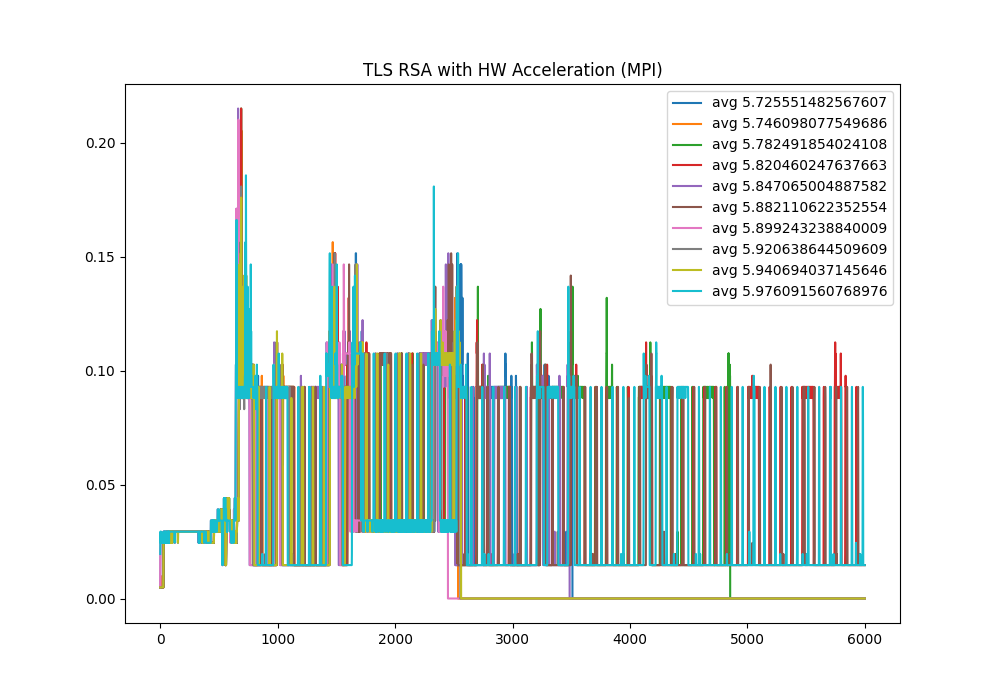 TLS RSA with HW Acceleration (MPI)
avg 5.725551482567607
avg 5.746098077549686
avg 5.782491854024108
avg 5.820460247637663
avg 5.847065004887582
avg 5.882110622352554
avg 5.899243238840009
avg 5.920638644509609
avg 5.940694037145646
avg 5.976091560768976
0.20
0.15
0.10
0.05
0.00
0 1000 2000 3000 4000 5000 6000